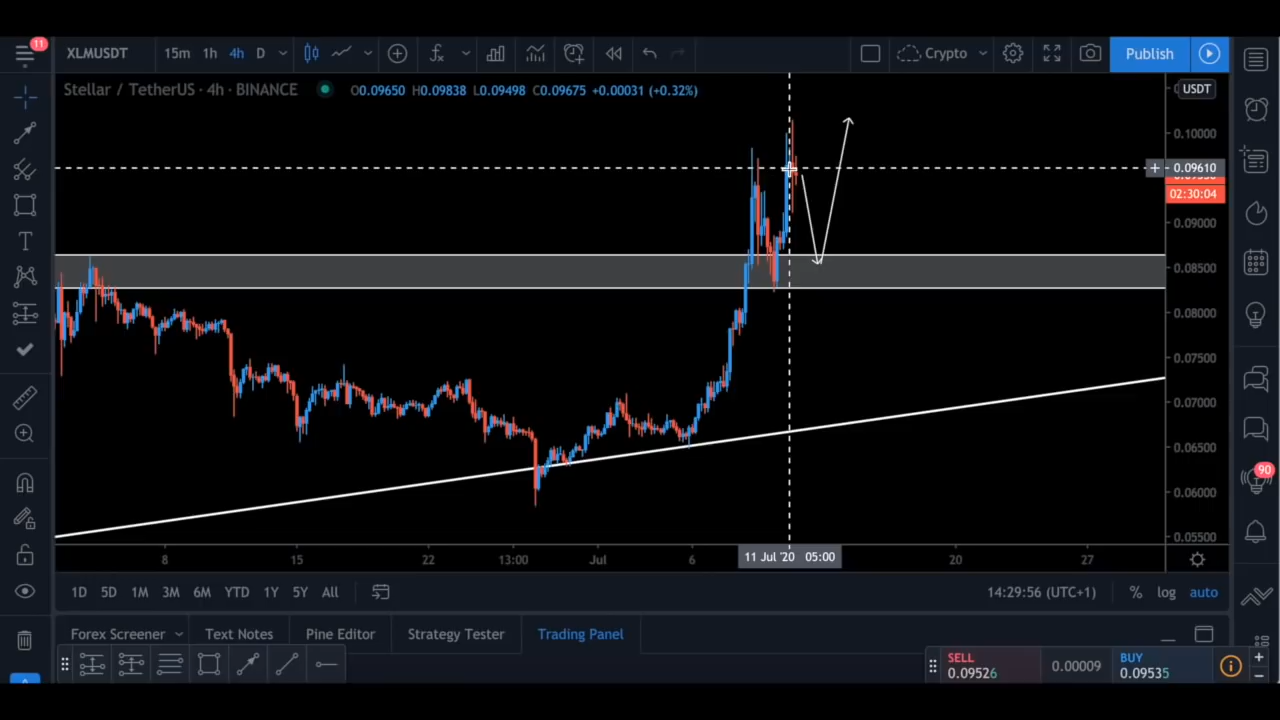 11
XLMUSDT 15m 1h 4h D Crypto Publish
Stellar / TetherUS · 4h · BINANCE O0.09650 H0.09838 L0.09498 C0.09675 +0.00031 (+0.32%)
USDT
0.10000
0.09610
02:30:04
0.09000
0.08500
0.08000
0.07500
0.07000
0.06500
90
0.06000
0.05500
8 15 22 13:00 Jul 6 11 Jul '20 05:00 20 27
1D 5D 1M 3M 6M YTD 1Y 5Y All 14:29:56 (UTC+1) % log auto
Forex Screener Text Notes Pine Editor Strategy Tester Trading Panel
SELL 0.00009 BUY
0.09526 0.09535